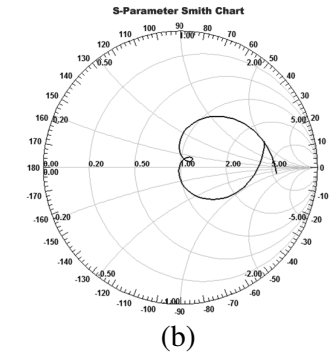 S-Parameter Smith Chart
90
100 80
110 1.00 70
120 60
130 0.50 2.00 50
140 40
150 30
160 0.20 5.00 20
170 10
180 0.00 0.20 0.50 1.00 2.00 5.00 0
0.00
-170 -10
-160 -0.20 -5.00 -20
-150 -30
-140 -40
-130 -0.50 -2.00 -50
-120 -60
-110 -1.00 -70
-100 -80
-90
(b)